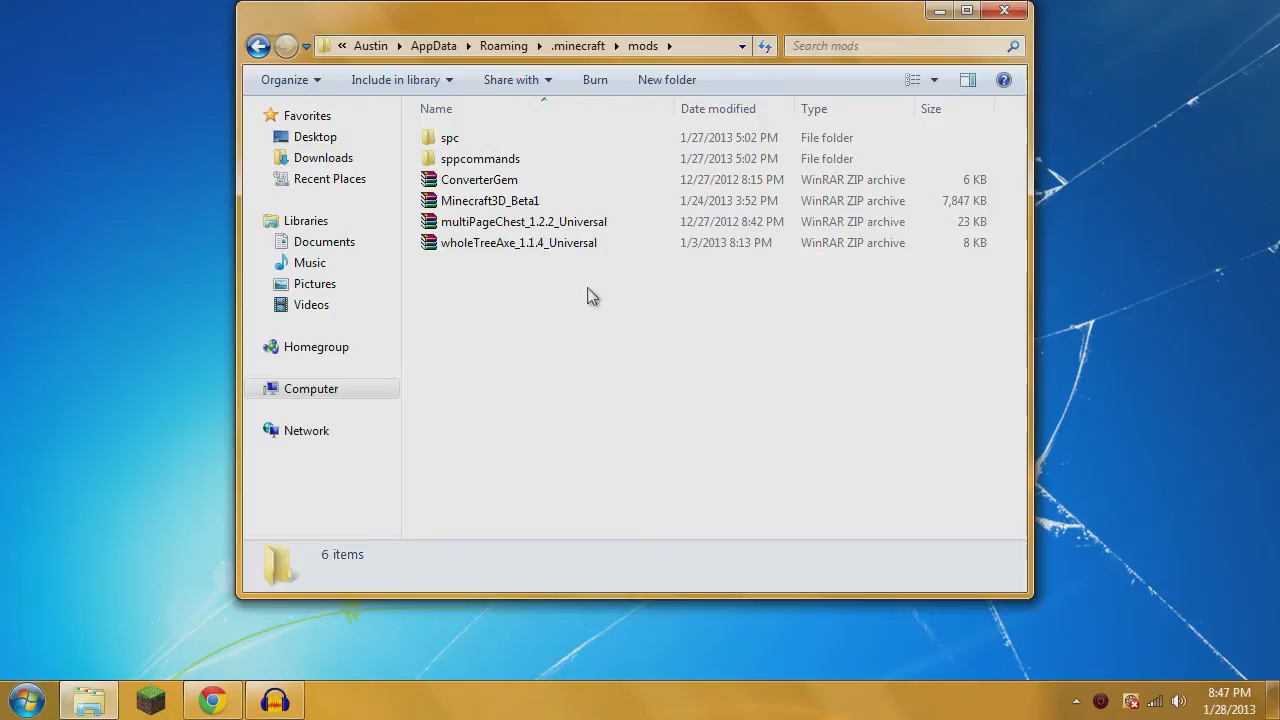 « Austin ▸ AppData ▸ Roaming ▸ .minecraft ▸ mods ▸
Search mods
Organize Include in library Share with Burn New folder
Name Date modified Type Size
Favorites
Desktop
Downloads
Recent Places
Libraries
Documents
Music
Pictures
Videos
Homegroup
Computer
Network
spc 1/27/2013 5:02 PM File folder
sppcommands 1/27/2013 5:02 PM File folder
ConverterGem 12/27/2012 8:15 PM WinRAR ZIP archive 6 KB
Minecraft3D_Beta1 1/24/2013 3:52 PM WinRAR ZIP archive 7,847 KB
multiPageChest_1.2.2_Universal 12/27/2012 8:42 PM WinRAR ZIP archive 23 KB
wholeTreeAxe_1.1.4_Universal 1/3/2013 8:13 PM WinRAR ZIP archive 8 KB
6 items
8:47 PM
1/28/2013